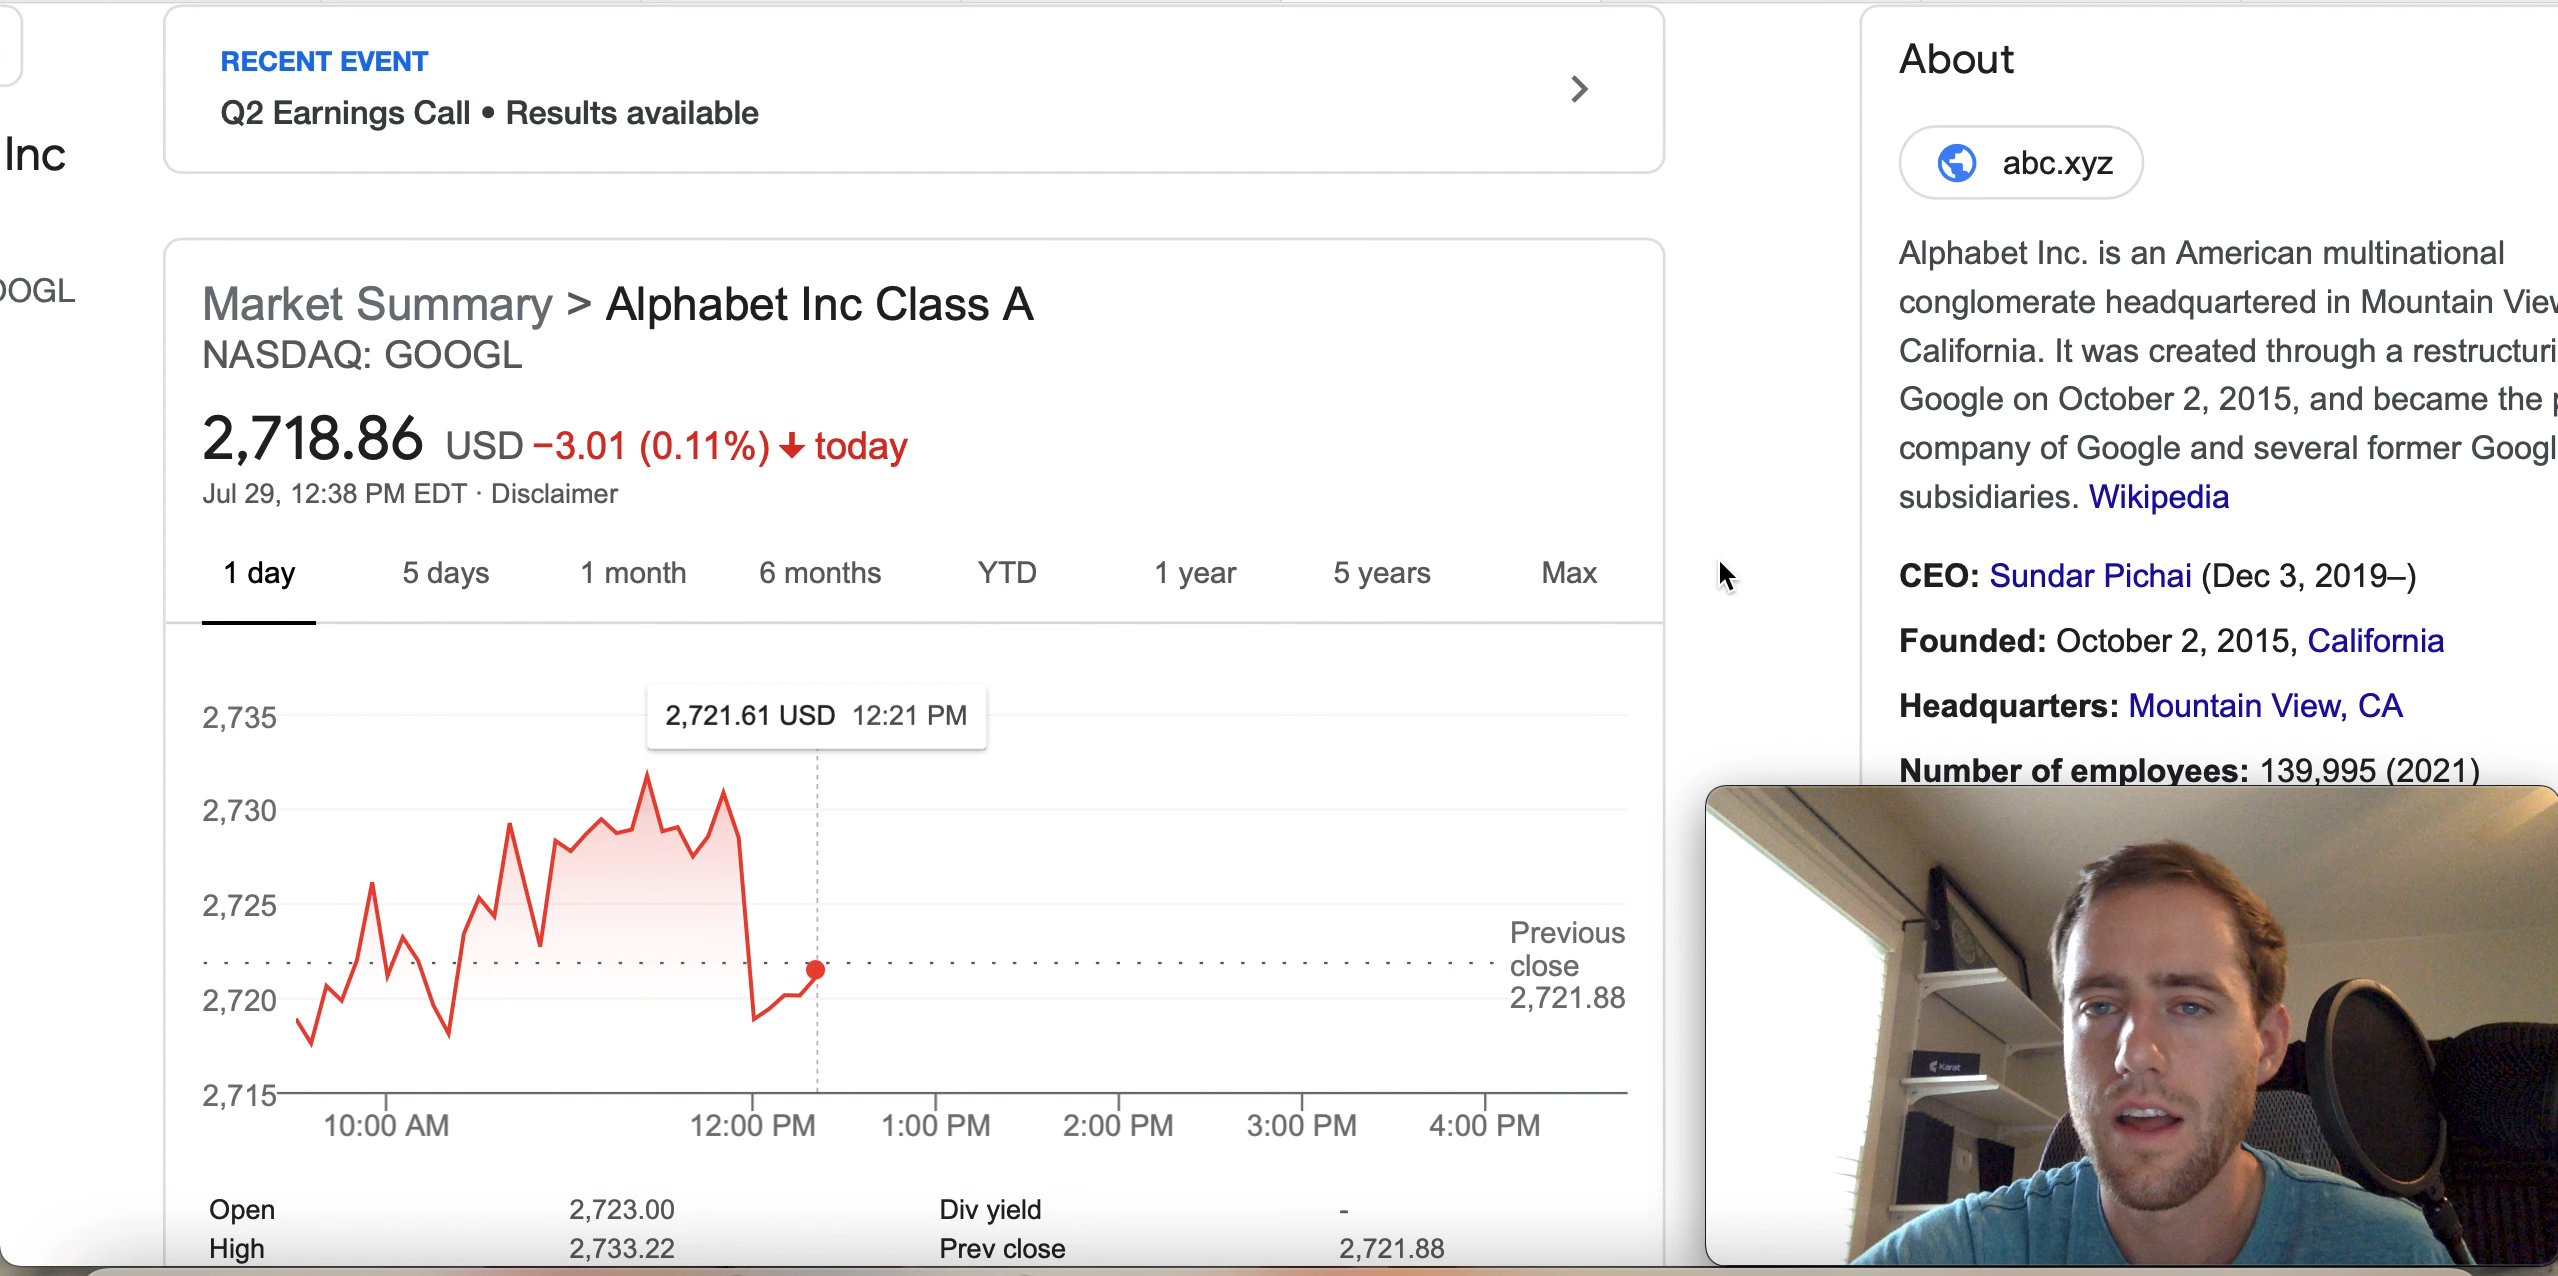 RECENT EVENT
Q2 Earnings Call • Results available
Inc
OOGL
Market Summary > Alphabet Inc Class A
NASDAQ: GOOGL
2,718.86 USD −3.01 (0.11%) ↓ today
Jul 29, 12:38 PM EDT · Disclaimer
1 day 5 days 1 month 6 months YTD 1 year 5 years Max
2,721.61 USD 12:21 PM
2,735
2,730
2,725
2,720
2,715
Previous
close
2,721.88
10:00 AM 12:00 PM 1:00 PM 2:00 PM 3:00 PM 4:00 PM
Open 2,723.00 Div yield -
High 2,733.22 Prev close 2,721.88
About
abc.xyz
Alphabet Inc. is an American multinational
conglomerate headquartered in Mountain View
California. It was created through a restructuri
Google on October 2, 2015, and became the p
company of Google and several former Googl
subsidiaries. Wikipedia
CEO: Sundar Pichai (Dec 3, 2019–)
Founded: October 2, 2015, California
Headquarters: Mountain View, CA
Number of employees: 139,995 (2021)
Karat